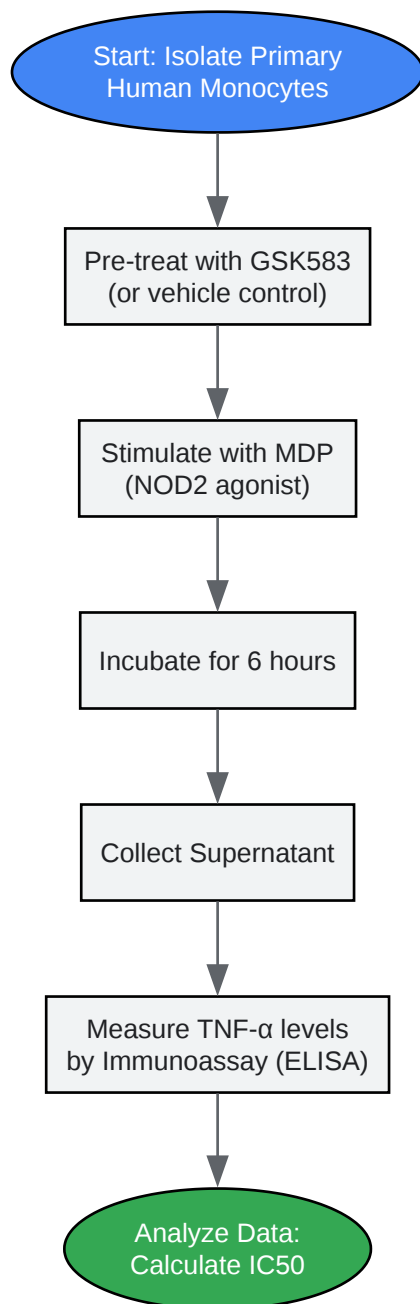 Start: Isolate Primary
Human Monocytes
Pre-treat with GSK583
(or vehicle control)
Stimulate with MDP
(NOD2 agonist)
Incubate for 6 hours
Collect Supernatant
Measure TNF-α levels
by Immunoassay (ELISA)
Analyze Data:
Calculate IC50